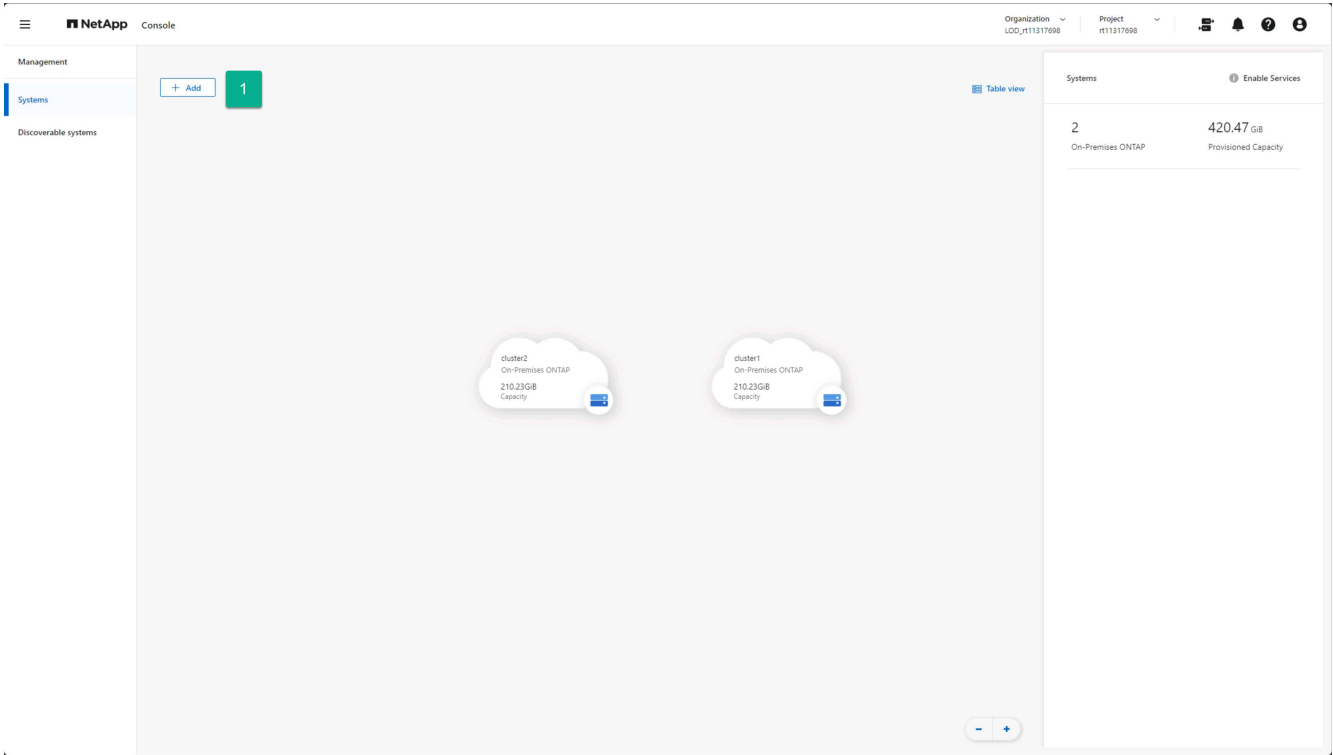 NetApp Console
Organization
LOD_rt11317698
Project
rt11317698
Management
Systems
Discoverable systems
+ Add
1
Table view
cluster2
On-Premises ONTAP
210.23GiB
Capacity
cluster1
On-Premises ONTAP
210.23GiB
Capacity
- +
Systems
Enable Services
2
On-Premises ONTAP
420.47 GiB
Provisioned Capacity